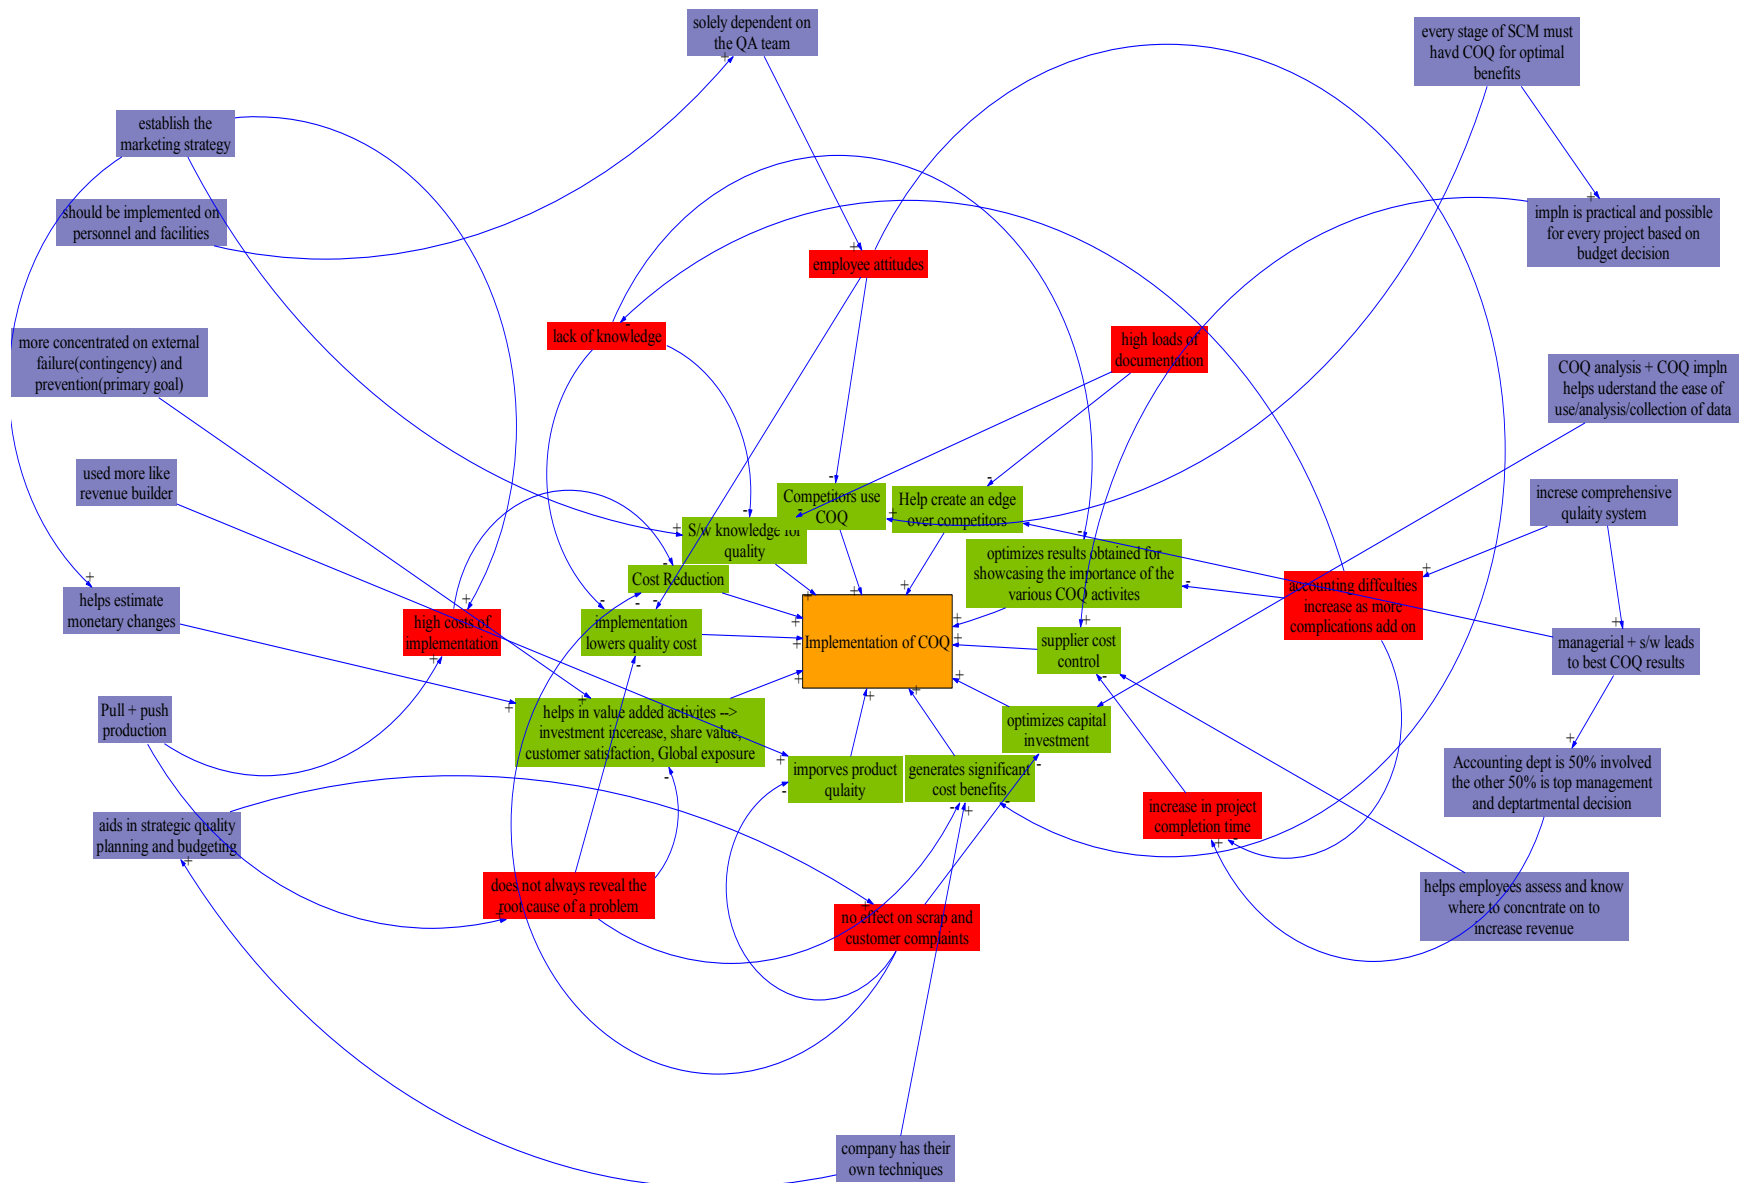 solely dependent on
the QA team
every stage of SCM must
havd COQ for optimal
benefits
establish the
marketing strategy
should be implemented on
personnel and facilities
impln is practical and possible
for every project based on
budget decision
employee attitudes
lack of knowledge
high loads of
documentation
more concentrated on external
failure(contingency) and
prevention(primary goal)
COQ analysis + COQ impln
helps uderstand the ease of
use/analysis/collection of data
used more like
revenue builder
Competitors use
COQ
Help create an edge
over competitors
S/w knowledge for
quality
increse comprehensive
qulaity system
optimizes results obtained for
showcasing the importance of the
various COQ activites
Cost Reduction
accounting diffculties
increase as more
complications add on
helps estimate
monetary changes
high costs of
implementation
implementation
lowers quality cost
Implementation of COQ
supplier cost
control
managerial + s/w leads
to best COQ results
Pull + push
production
helps in value added activites -->
investment incerease, share value,
customer satisfaction, Global exposure
optimizes capital
investment
imporves product
qulaity
generates significant
cost benefits
Accounting dept is 50% involved
the other 50% is top management
and deptartmental decision
increase in project
completion time
aids in strategic quality
planning and budgeting
does not always reveal the
root cause of a problem
no effect on scrap and
customer complaints
helps employees assess and know
where to concntrate on to
increase revenue
company has their
own techniques